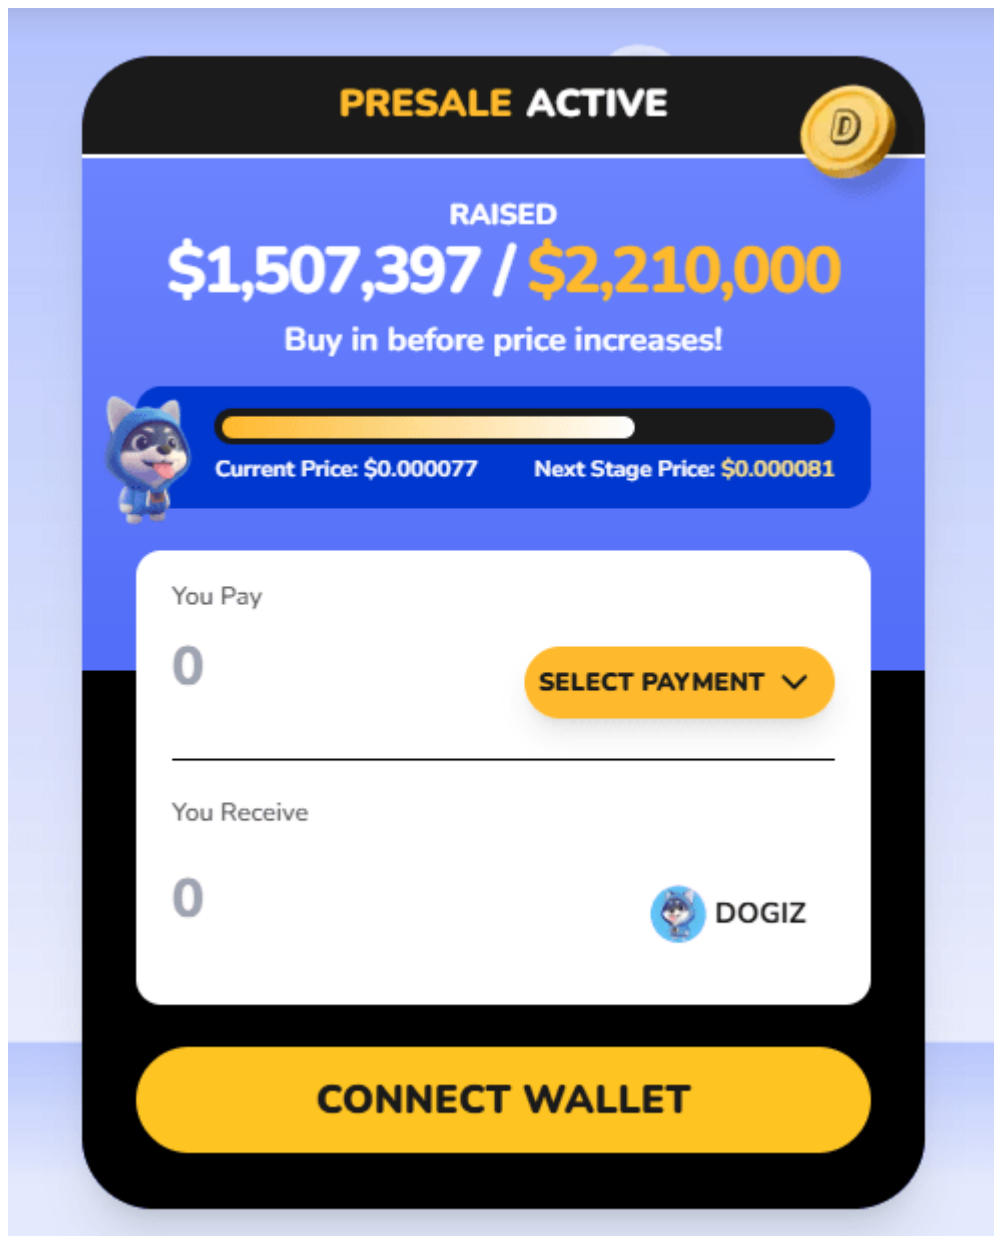 PRESALE ACTIVE
D
RAISED
$1,507,397 / $2,210,000
Buy in before price increases!
Current Price: $0.000077 Next Stage Price: $0.000081
You Pay
0
SELECT PAYMENT
You Receive
0
DOGIZ
CONNECT WALLET